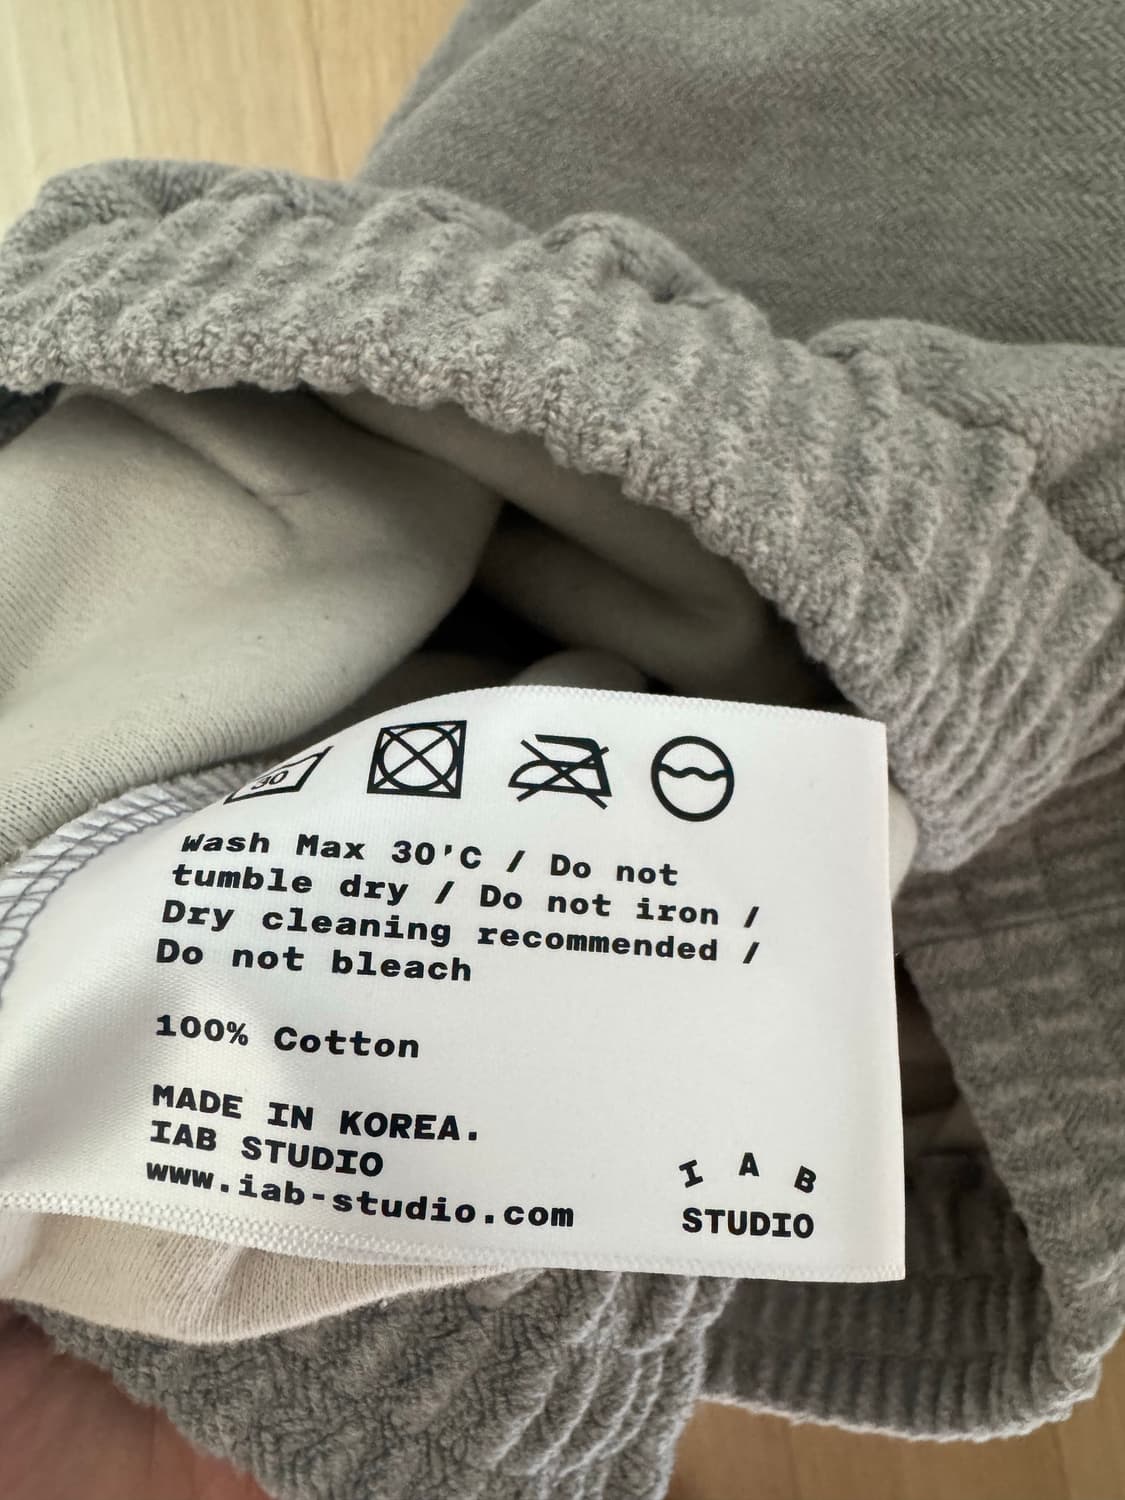 30
Wash Max 30'C / Do not
tumble dry / Do not iron /
Dry cleaning recommended /
Do not bleach
100% Cotton
MADE IN KOREA.
IAB STUDIO
www.iab-studio.com
I A B
STUDIO